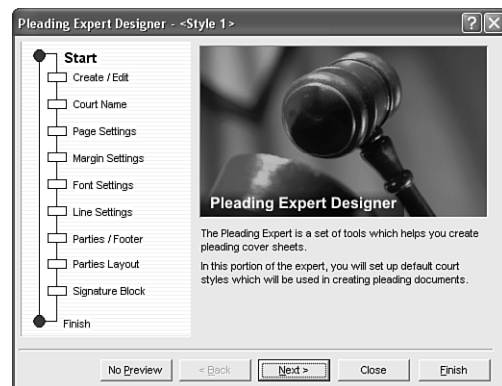 Pleading Expert Designer - <Style 1>
Start
Create / Edit
Court Name
Page Settings
Margin Settings
Font Settings
Line Settings
Parties / Footer
Parties Layout
Signature Block
Finish
Pleading Expert Designer
The Pleading Expert is a set of tools which helps you create
pleading cover sheets.
In this portion of the expert, you will set up default court
styles which will be used in creating pleading documents.
No Preview
< Back
Next >
Close
Finish